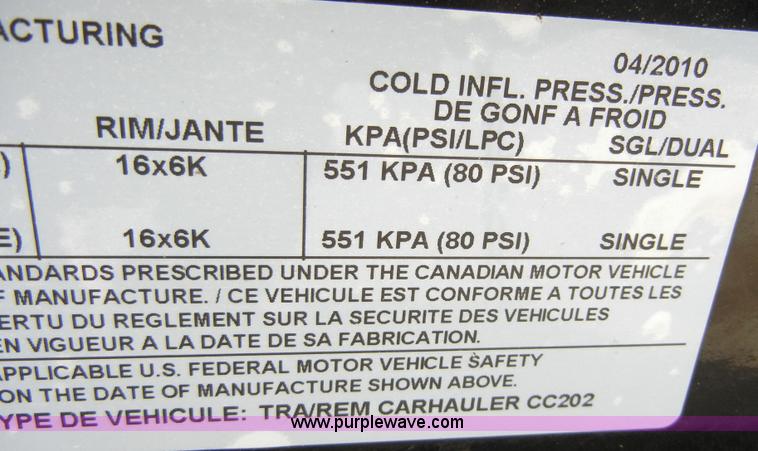 ACTURING
04/2010
COLD INFL. PRESS./PRESS.
DE GONF A FROID
RIM/JANTE KPA(PSI/LPC) SGL/DUAL
) 16x6K 551 KPA (80 PSI) SINGLE
E) 16x6K 551 KPA (80 PSI) SINGLE
ANDARDS PRESCRIBED UNDER THE CANADIAN MOTOR VEHICLE
F MANUFACTURE. / CE VEHICULE EST CONFORME A TOUTES LES
ERTU DU REGLEMENT SUR LA SECURITE DES VEHICULES
EN VIGUEUR A LA DATE DE SA FABRICATION.
APPLICABLE U.S. FEDERAL MOTOR VEHICLE SAFETY
ON THE DATE OF MANUFACTURE SHOWN ABOVE.
YPE DE VEHICULE: TRA/REM CARHAULER CC202
www.purplewave.com